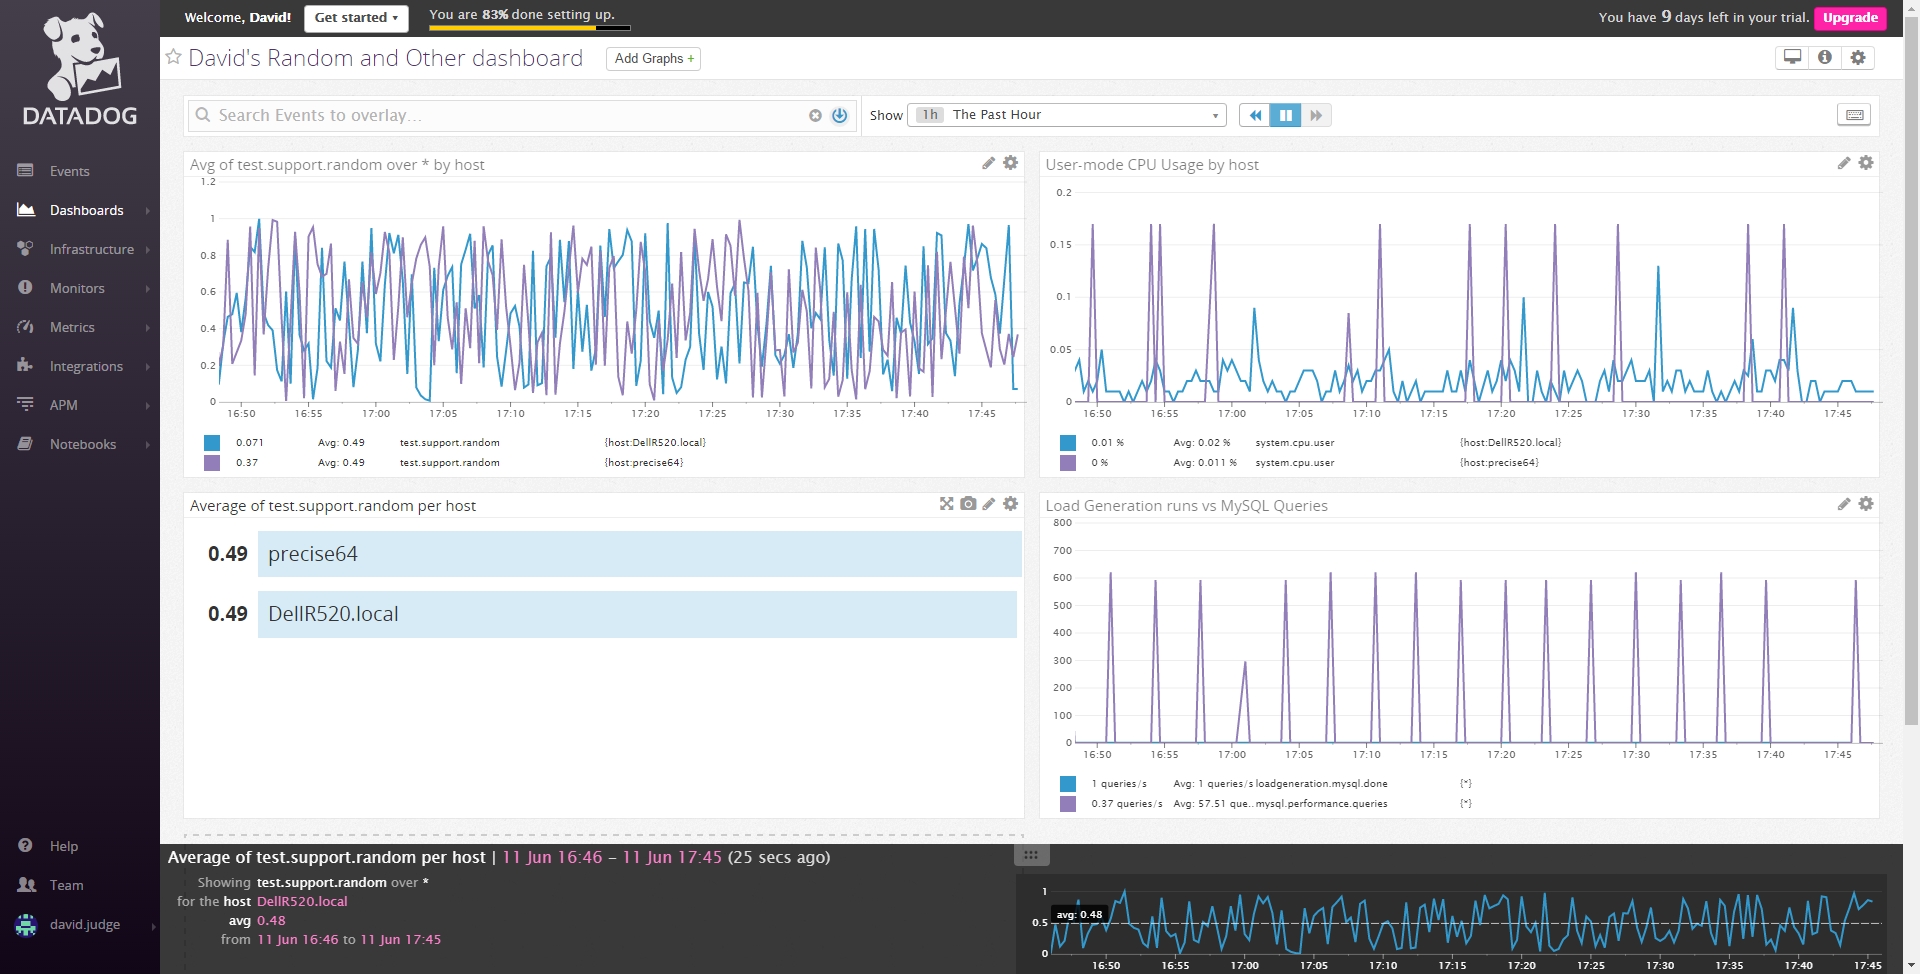 DATADOG
Events
Dashboards
Infrastructure
Monitors
Metrics
Integrations
APM
Notebooks
Help
Team
david.judge
Welcome, David! Get started You are 83% done setting up. You have 9 days left in your trial. Upgrade
David's Random and Other dashboard Add Graphs +
Search Events to overlay... Show 1h The Past Hour
Avg of test.support.random over * by host
1.2
1
0.8
0.6
0.4
0.2
0
16:50 16:55 17:00 17:05 17:10 17:15 17:20 17:25 17:30 17:35 17:40 17:45
0.071 Avg: 0.49 test.support.random {host:DellR520.local}
0.37 Avg: 0.49 test.support.random {host:precise64}
User-mode CPU Usage by host
0.2
0.15
0.1
0.05
0
16:50 16:55 17:00 17:05 17:10 17:15 17:20 17:25 17:30 17:35 17:40 17:45
0.01 % Avg: 0.02 % system.cpu.user {host:DellR520.local}
0 % Avg: 0.011 % system.cpu.user {host:precise64}
Average of test.support.random per host
0.49 precise64
0.49 DellR520.local
Load Generation runs vs MySQL Queries
800
700
600
500
400
300
200
100
0
16:50 16:55 17:00 17:05 17:10 17:15 17:20 17:25 17:30 17:35 17:40 17:45
1 queries/s Avg: 1 queries/s loadgeneration.mysql.done {*}
0.37 queries/s Avg: 57.51 que...mysql.performance.queries {*}
Average of test.support.random per host | 11 Jun 16:46 - 11 Jun 17:45 (25 secs ago)
Showing test.support.random over *
for the host DellR520.local
avg 0.48
from 11 Jun 16:46 to 11 Jun 17:45
1
avg: 0.48
0.5
0
16:50 16:55 17:00 17:05 17:10 17:15 17:20 17:25 17:30 17:35 17:40 17:45